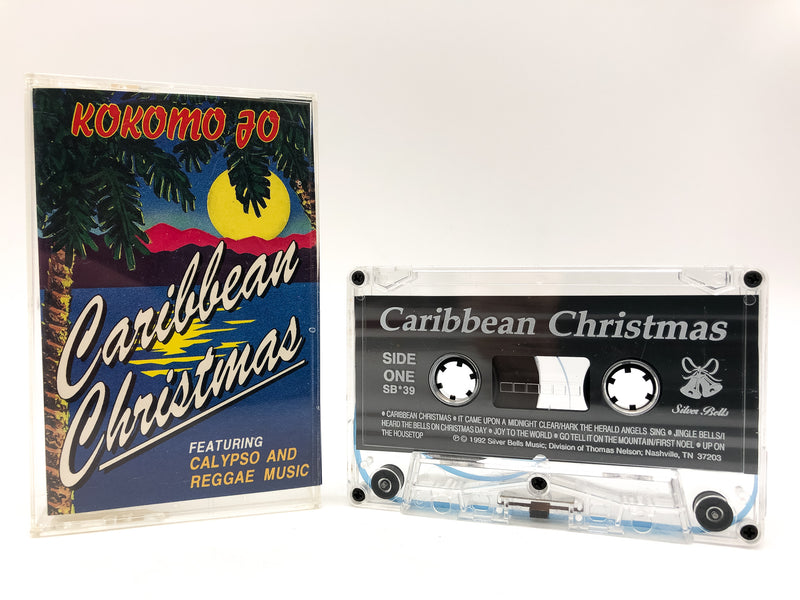 KOKOMO JO
Caribbean
Christmas
FEATURING
CALYPSO AND
REGGAE MUSIC
Caribbean Christmas
SIDE
ONE
SB*39
Silver Bells
• CARIBBEAN CHRISTMAS • IT CAME UPON A MIDNIGHT CLEAR/HARK THE HERALD ANGELS SING • JINGLE BELLS/I
HEARD THE BELLS ON CHRISTMAS DAY • JOY TO THE WORLD • GO TELL IT ON THE MOUNTAIN/FIRST NOEL • UP ON
THE HOUSETOP
℗ © 1992 Silver Bells Music; Division of Thomas Nelson; Nashville, TN 37203